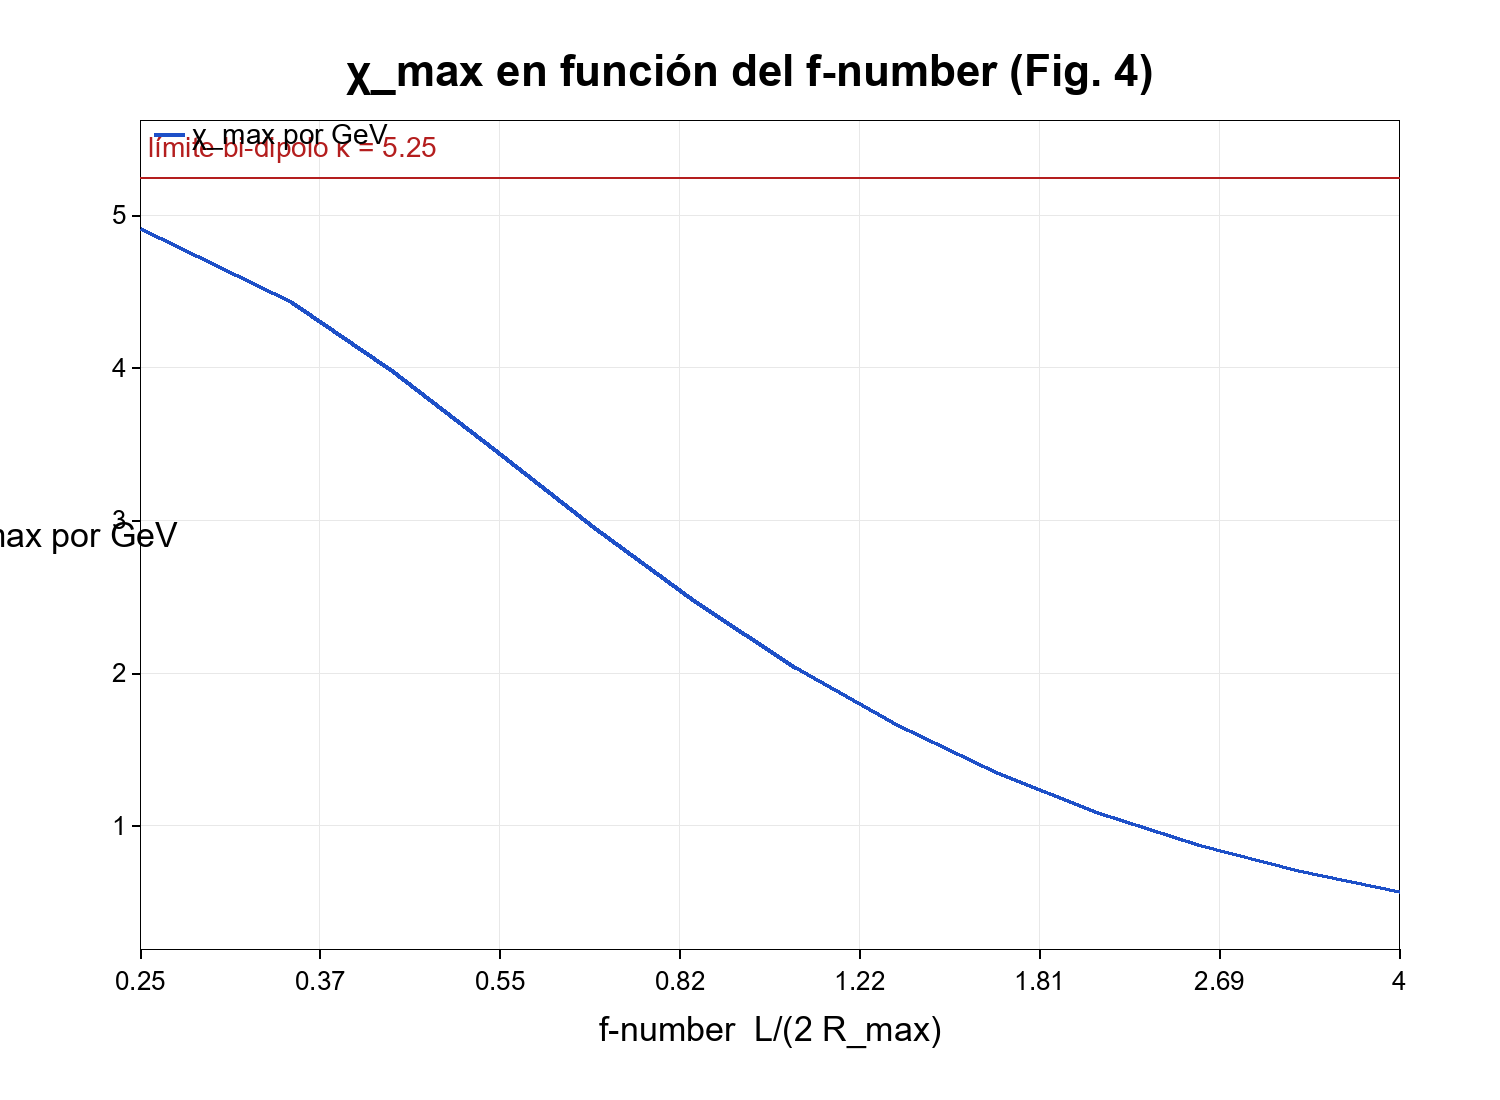 χ_max en función del f-number (Fig. 4)
χ_max por GeV
límite bi-dipolo κ = 5.25
5
4
3
max por GeV
2
1
0.25 0.37 0.55 0.82 1.22 1.81 2.69 4
f-number L/(2 R_max)